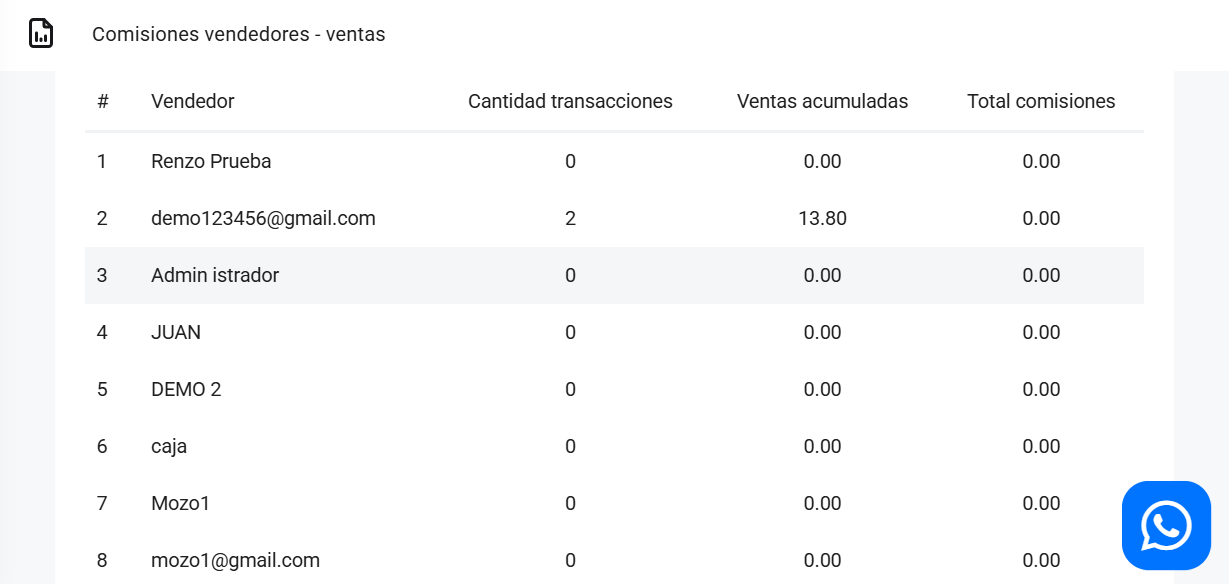 Comisiones vendedores - ventas
# Vendedor Cantidad transacciones Ventas acumuladas Total comisiones
1 Renzo Prueba 0 0.00 0.00
2 demo123456@gmail.com 2 13.80 0.00
3 Admin istrador 0 0.00 0.00
4 JUAN 0 0.00 0.00
5 DEMO 2 0 0.00 0.00
6 caja 0 0.00 0.00
7 Mozo1 0 0.00 0.00
8 mozo1@gmail.com 0 0.00 0.00